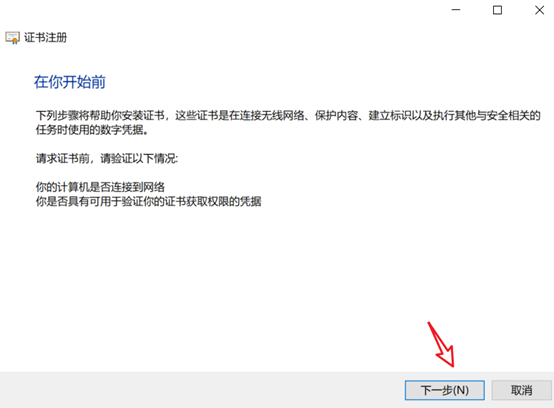 证书注册
在你开始前
下列步骤将帮助你安装证书，这些证书是在连接无线网络、保护内容、建立标识以及执行其他与安全相关的
任务时使用的数字凭据。
请求证书前，请验证以下情况:
你的计算机是否连接到网络
你是否具有可用于验证你的证书获取权限的凭据
下一步(N)
取消